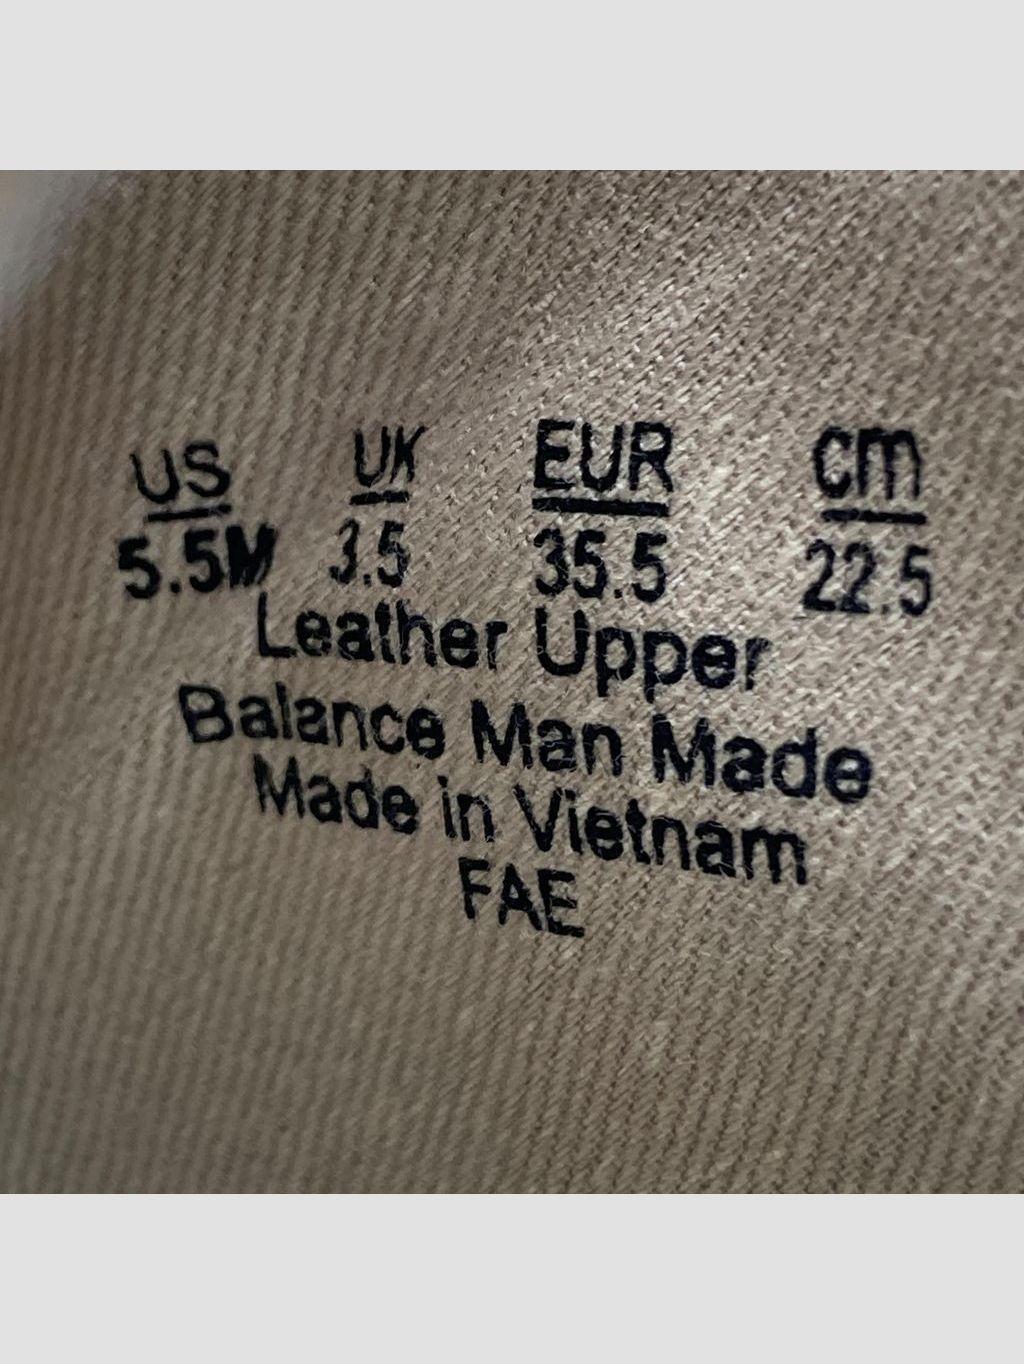 US UK EUR cm
5.5M 3.5 35.5 22.5
Leather Upper
Balance Man Made
Made in Vietnam
FAE